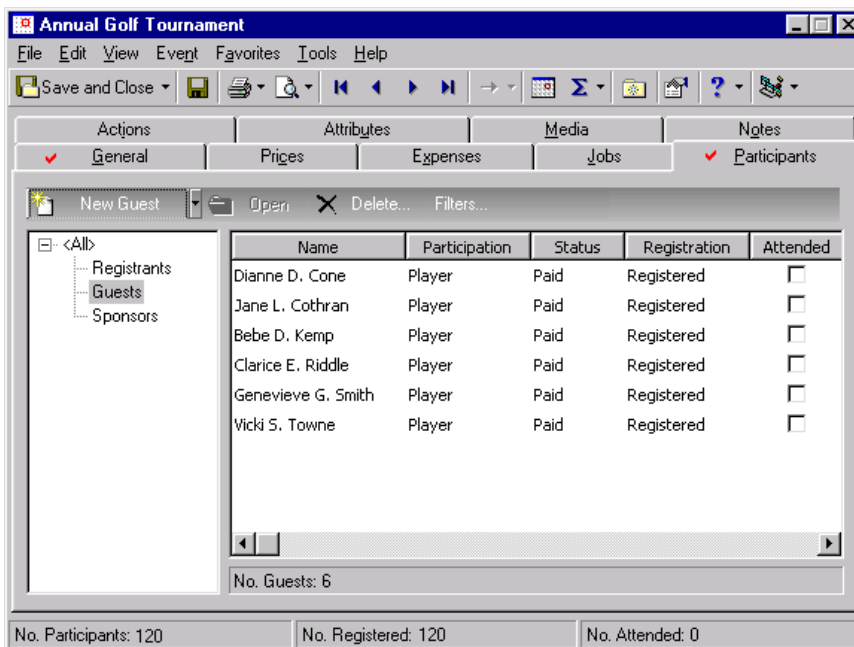 Annual Golf Tournament
File Edit View Event Favorites Tools Help
Save and Close
Actions Attributes Media Notes
General Prices Expenses Jobs Participants
New Guest Open Delete... Filters...
<All>
Registrants
Guests
Sponsors
Name Participation Status Registration Attended
Dianne D. Cone Player Paid Registered
Jane L. Cothran Player Paid Registered
Bebe D. Kemp Player Paid Registered
Clarice E. Riddle Player Paid Registered
Genevieve G. Smith Player Paid Registered
Vicki S. Towne Player Paid Registered
No. Guests: 6
No. Participants: 120 No. Registered: 120 No. Attended: 0